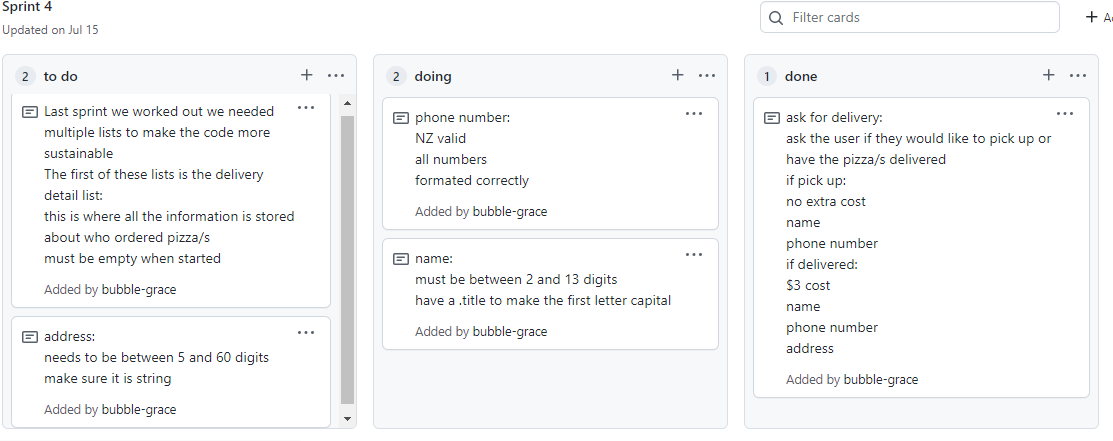 Sprint 4
Updated on Jul 15
Filter cards
2 to do
Last sprint we worked out we needed
multiple lists to make the code more
sustainable
The first of these lists is the delivery
detail list:
this is where all the information is stored
about who ordered pizza/s
must be empty when started
Added by bubble-grace
address:
needs to be between 5 and 60 digits
make sure it is string
Added by bubble-grace
2 doing
phone number:
NZ valid
all numbers
formated correctly
Added by bubble-grace
name:
must be between 2 and 13 digits
have a .title to make the first letter capital
Added by bubble-grace
1 done
ask for delivery:
ask the user if they would like to pick up or
have the pizza/s delivered
if pick up:
no extra cost
name
phone number
if delivered:
$3 cost
name
phone number
address
Added by bubble-grace